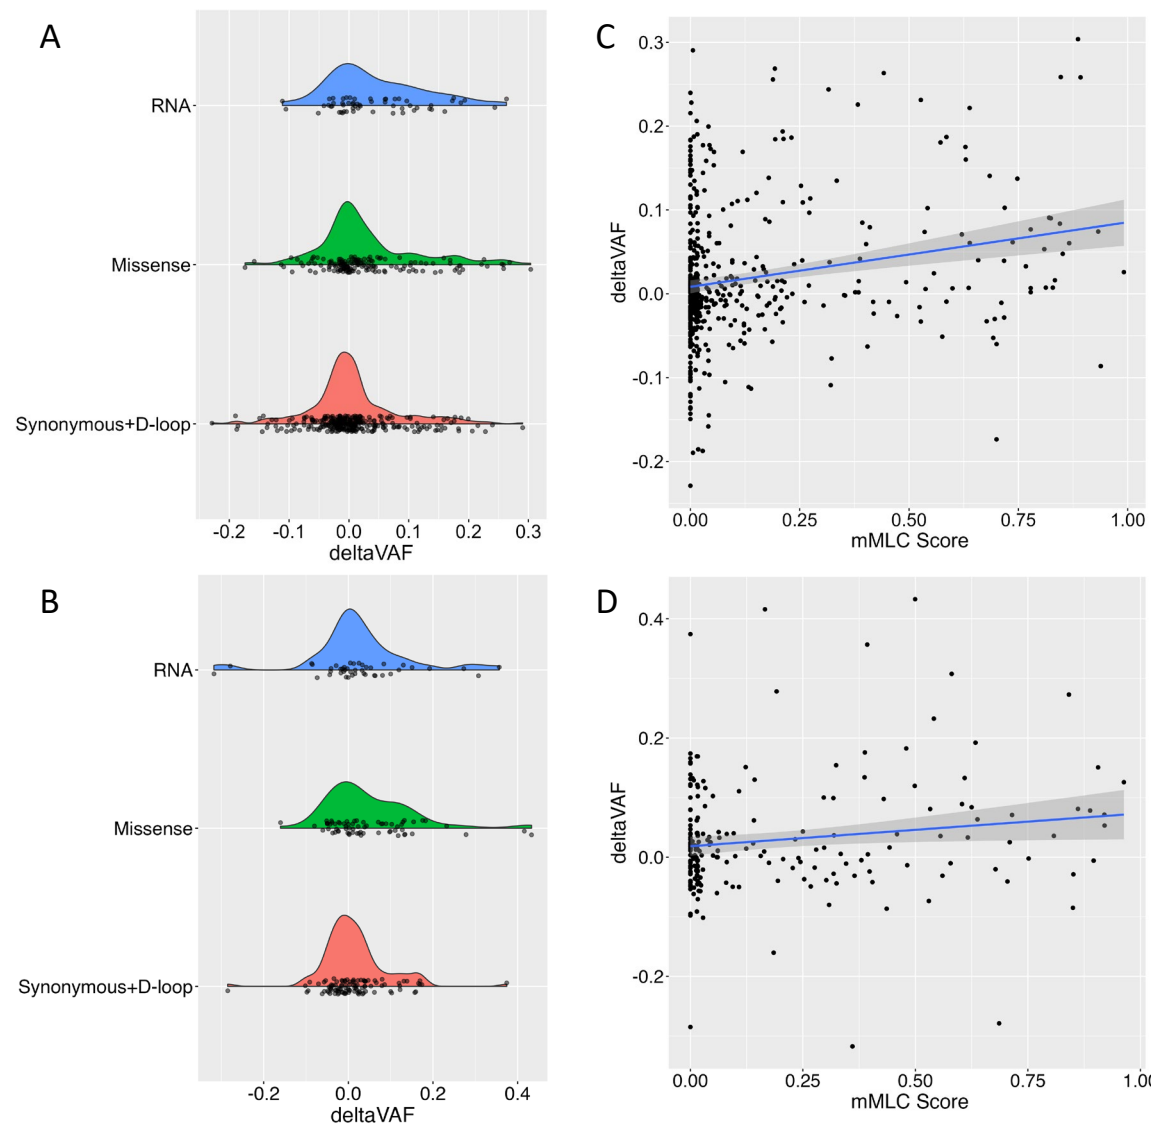 A
RNA
Missense
Synonymous+D-loop
-0.2 -0.1 0.0 0.1 0.2 0.3
deltaVAF
C
0.3
0.2
0.1
0.0
-0.1
-0.2
deltaVAF
0.00 0.25 0.50 0.75 1.00
mMLC Score
B
RNA
Missense
Synonymous+D-loop
-0.2 0.0 0.2 0.4
deltaVAF
D
0.4
0.2
0.0
-0.2
deltaVAF
0.00 0.25 0.50 0.75 1.00
mMLC Score